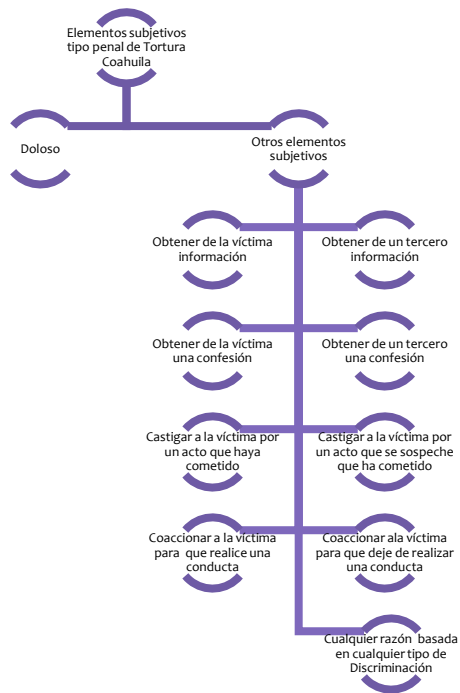 Elementos subjetivos
tipo penal de Tortura
Coahuila
Doloso
Otros elementos
subjetivos
Obtener de la víctima
información
Obtener de un tercero
información
Obtener de la víctima
una confesión
Obtener de un tercero
una confesión
Castigar a la víctima por
un acto que haya
cometido
Castigar a la víctima por
un acto que se sospeche
que ha cometido
Coaccionar a la víctima
para que realice una
conducta
Coaccionar ala víctima
para que deje de realizar
una conducta
Cualquier razón basada
en cualquier tipo de
Discriminación